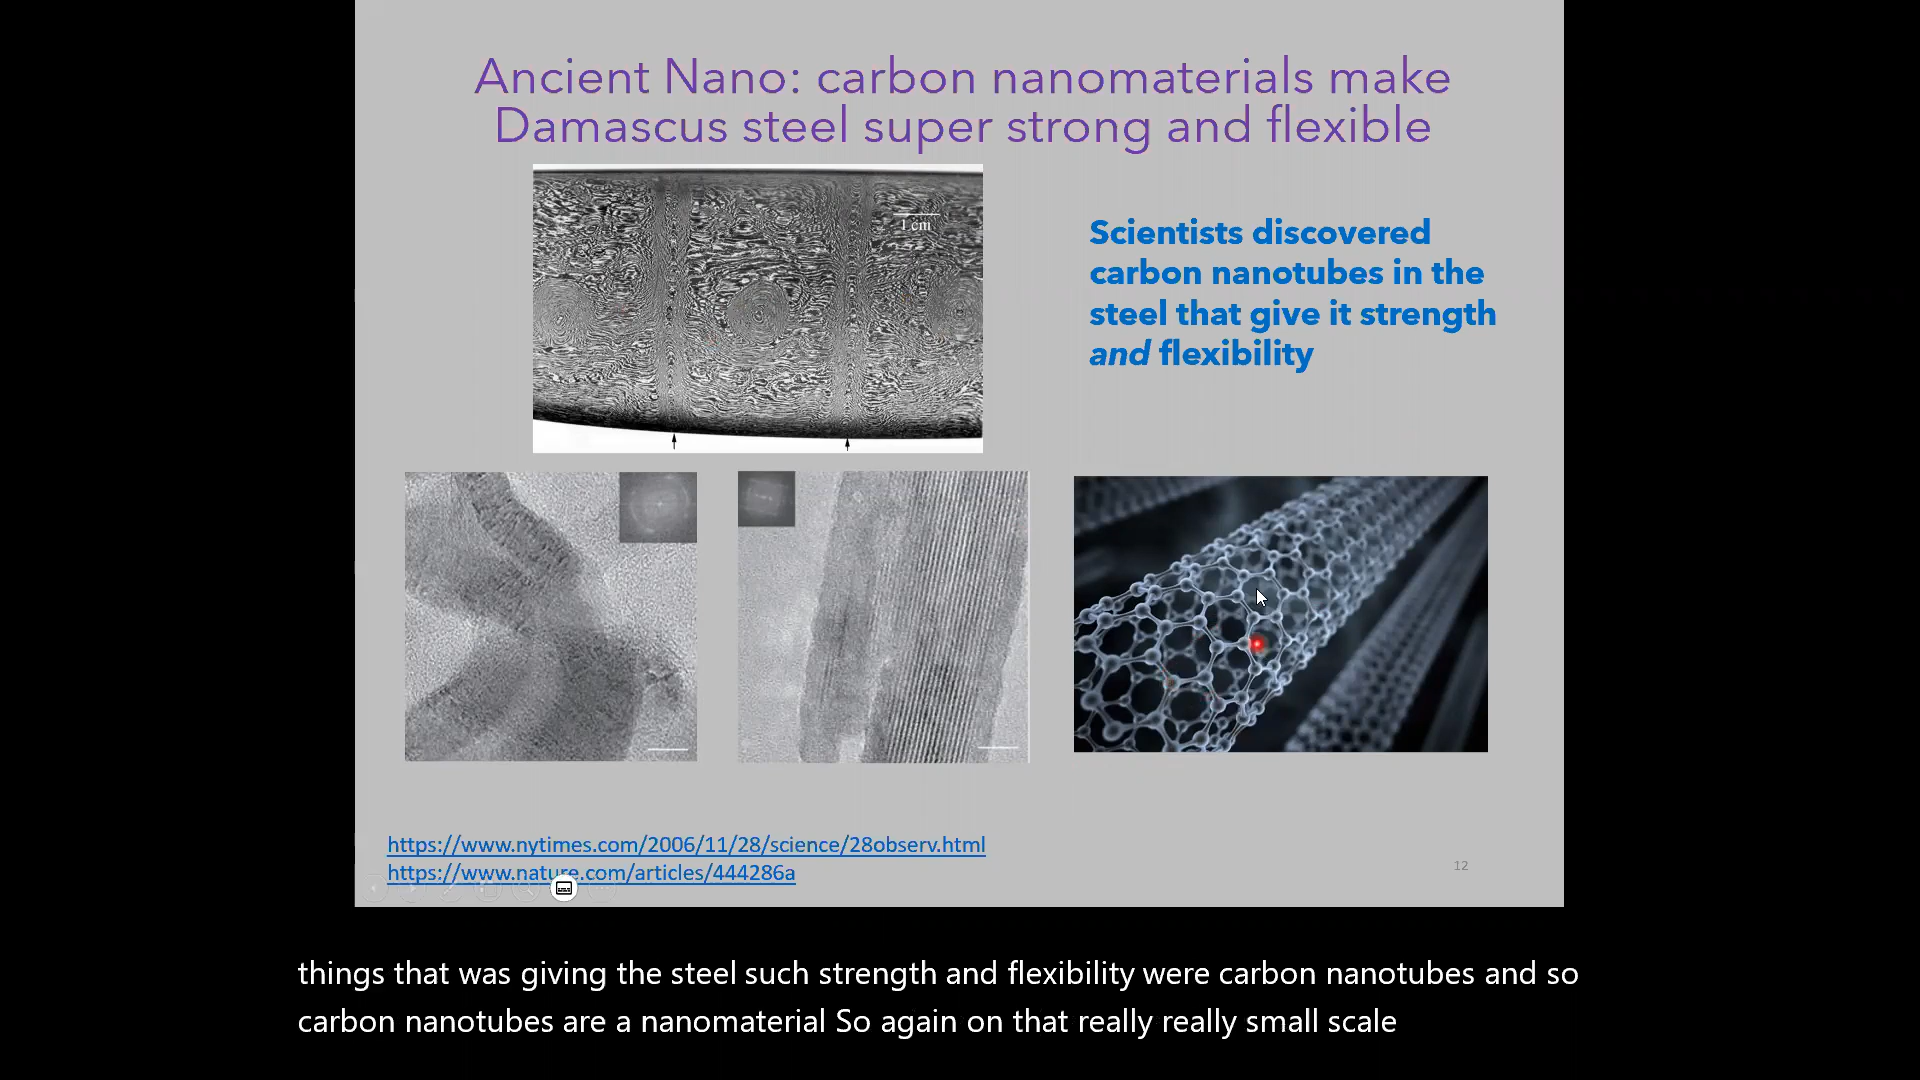 Ancient Nano: carbon nanomaterials make
Damascus steel super strong and flexible
1 cm
Scientists discovered
carbon nanotubes in the
steel that give it strength
and flexibility
https://www.nytimes.com/2006/11/28/science/28observ.html
https://www.nature.com/articles/444286a
12
things that was giving the steel such strength and flexibility were carbon nanotubes and so
carbon nanotubes are a nanomaterial So again on that really really small scale